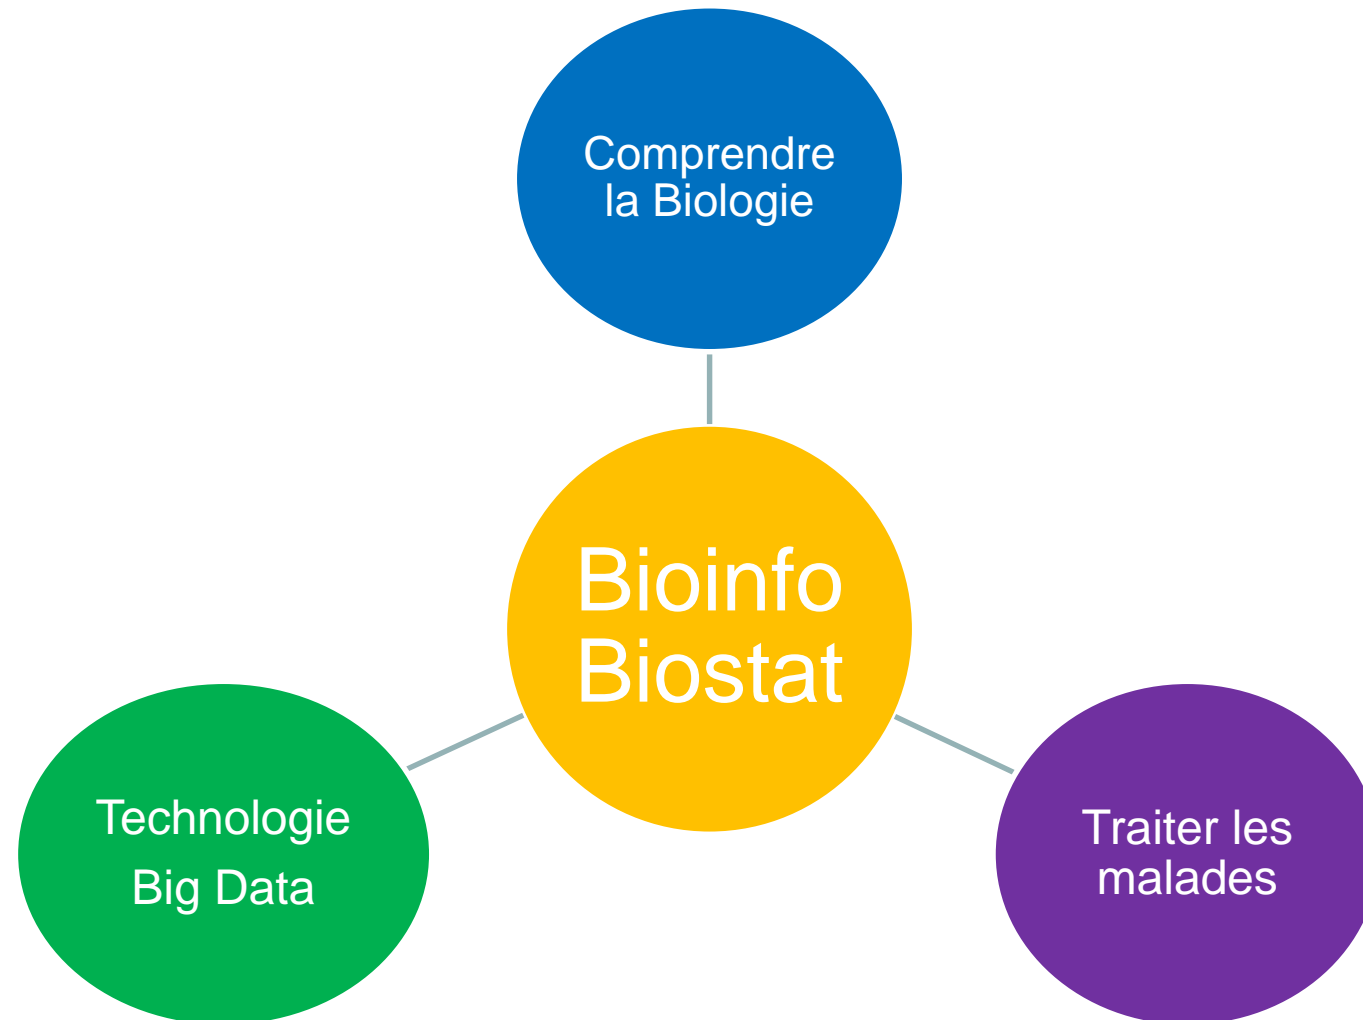 Comprendre
la Biologie
Bioinfo
Biostat
Technologie
Big Data
Traiter les
malades